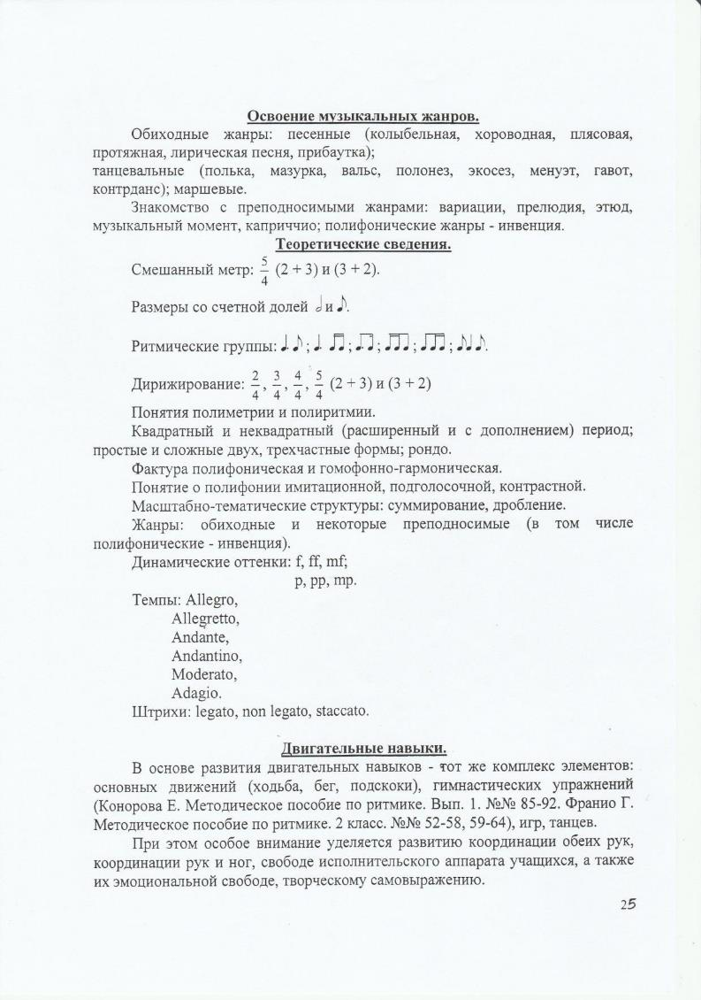 Освоение музыкальных жанров.
Обиходные жанры: песенные (колыбельная, хороводная, плясовая,
протяжная, лирическая песня, прибаутка);
танцевальные (полька, мазурка, вальс, полонез, экосез, менуэт, гавот,
контрданс); маршевые.
Знакомство с преподносимыми жанрами: вариации, прелюдия, этюд,
музыкальный момент, каприччио; полифонические жанры - инвенция.
Теоретические сведения.
Смешанный метр: 5/4 (2 + 3) и (3 + 2).
Размеры со счетной долей 𝅗𝅥 и ♪.
Ритмические группы: ; ; ; ; ; .
Дирижирование: 2/4, 3/4, 4/4, 5/4 (2 + 3) и (3 + 2)
Понятия полиметрии и полиритмии.
Квадратный и неквадратный (расширенный и с дополнением) период;
простые и сложные двух, трехчастные формы; рондо.
Фактура полифоническая и гомофонно-гармоническая.
Понятие о полифонии имитационной, подголосочной, контрастной.
Масштабно-тематические структуры: суммирование, дробление.
Жанры: обиходные и некоторые преподносимые (в том числе
полифонические - инвенция).
Динамические оттенки: f, ff, mf;
p, pp, mp.
Темпы: Allegro,
Allegretto,
Andante,
Andantino,
Moderato,
Adagio.
Штрихи: legato, non legato, staccato.
Двигательные навыки.
В основе развития двигательных навыков - тот же комплекс элементов:
основных движений (ходьба, бег, подскоки), гимнастических упражнений
(Конорова Е. Методическое пособие по ритмике. Вып. 1. №№ 85-92. Франио Г.
Методическое пособие по ритмике. 2 класс. №№ 52-58, 59-64), игр, танцев.
При этом особое внимание уделяется развитию координации обеих рук,
координации рук и ног, свободе исполнительского аппарата учащихся, а также
их эмоциональной свободе, творческому самовыражению.
25